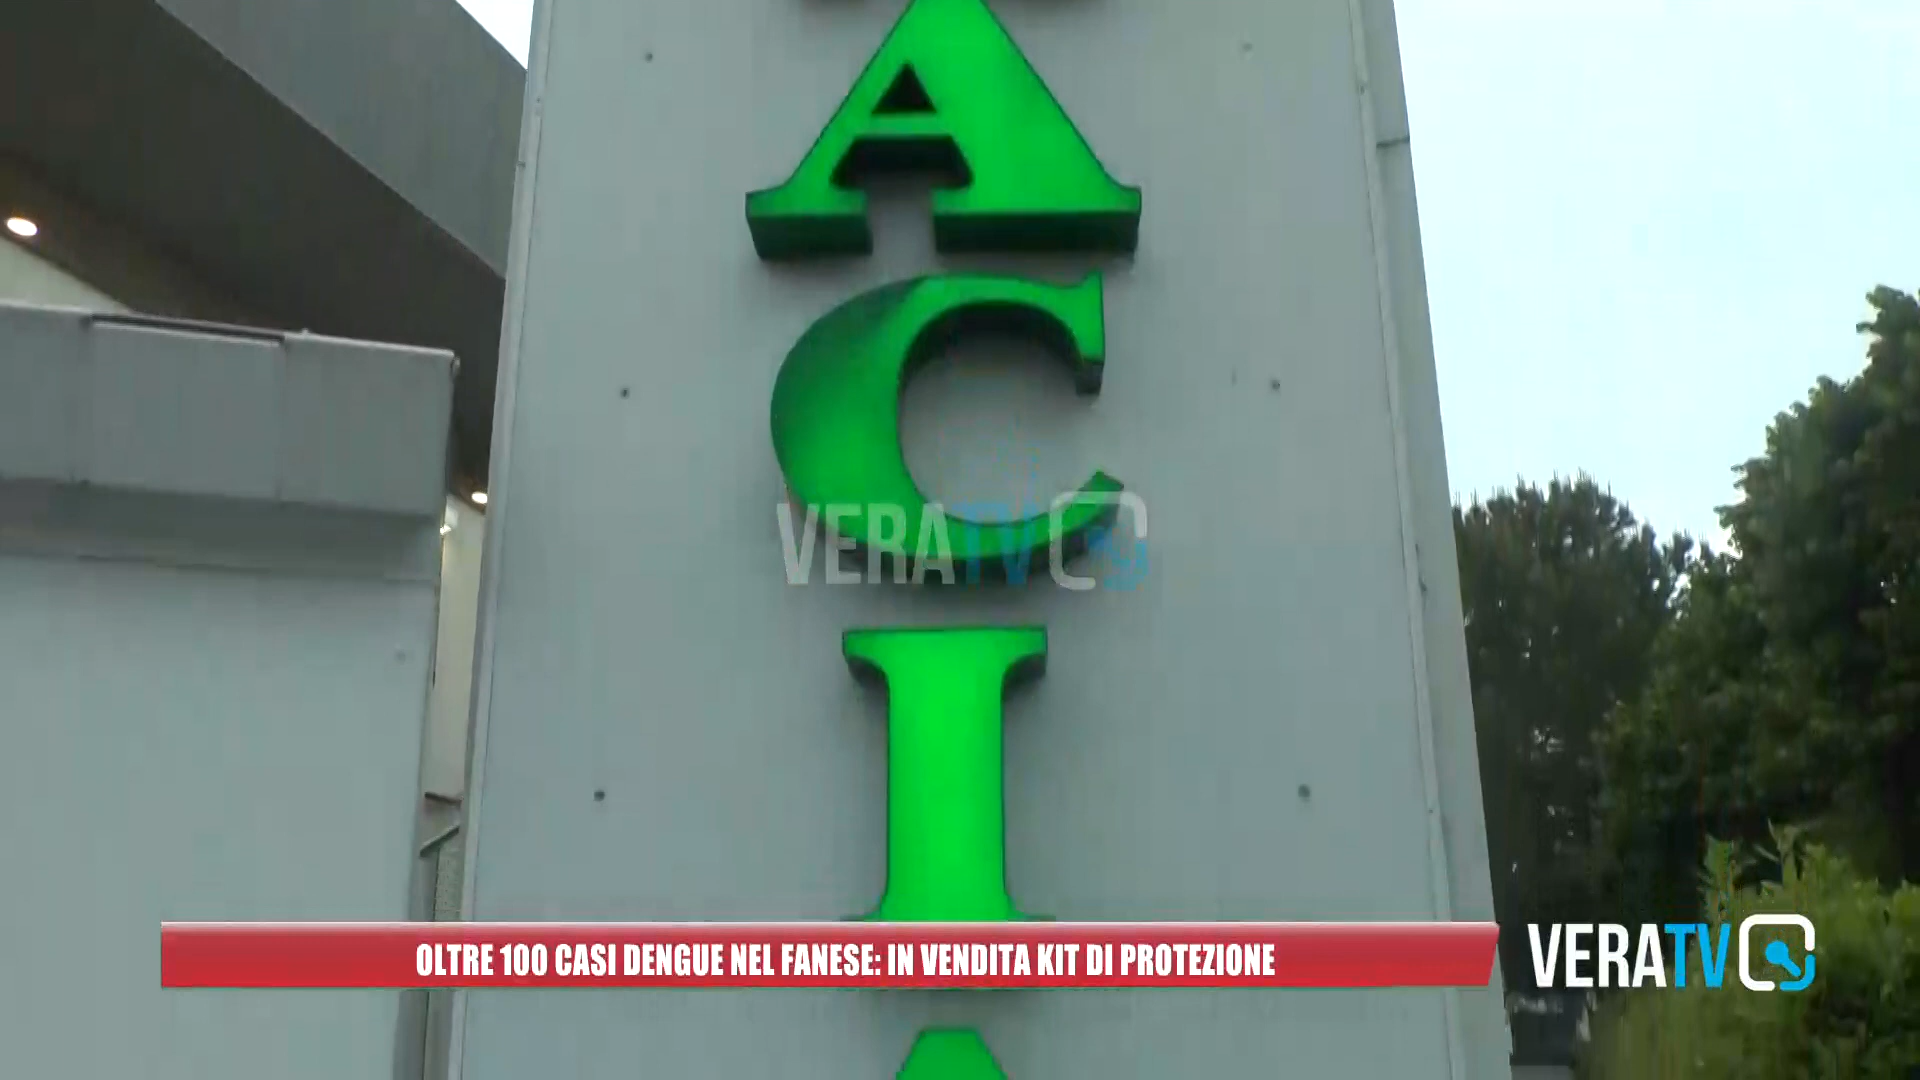 A
C
I
A
VERATV
OLTRE 100 CASI DENGUE NEL FANESE: IN VENDITA KIT DI PROTEZIONE
VERATV